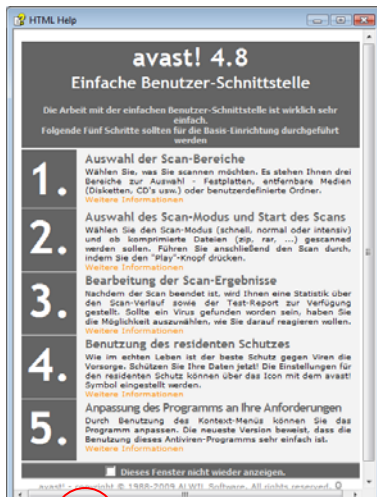 HTML Help
avast! 4.8
Einfache Benutzer-Schnittstelle
Die Arbeit mit der einfachen Benutzer-Schnittstelle ist wirklich sehr
einfach.
Folgende Fünf Schritte sollten für die Basis-Einrichtung durchgeführt
werden
1.
Auswahl der Scan-Bereiche
Wählen Sie, was Sie scannen möchten. Es stehen Ihnen drei
Bereiche zur Auswahl - Festplatten, entfernbare Medien
(Disketten, CD's usw.) oder benutzerdefinierte Ordner.
Weitere Informationen
2.
Auswahl des Scan-Modus und Start des Scans
Wählen Sie den Scan-Modus (schnell, normal oder intensiv)
und ob komprimierte Dateien (zip, rar, ...) gescanned
werden sollen. Führen Sie anschließend den Scan durch,
indem Sie den "Play"-Knopf drücken.
Weitere Informationen
3.
Bearbeitung der Scan-Ergebnisse
Nachdem der Scan beendet ist, wird Ihnen eine Statistik über
den Scan-Verlauf sowie der Test-Report zur Verfügung
gestellt. Sollte ein Virus gefunden worden sein, haben Sie
die Möglichkeit auszuwählen, wie Sie darauf reagieren wollen.
Weitere Informationen
4.
Benutzung des residenten Schutzes
Wie im echten Leben ist der beste Schutz gegen Viren die
Vorsorge. Schützen Sie Ihre Daten jetzt! Die Einstellungen für
den residenten Schutz können über das Icon mit dem avast!
Symbol eingestellt werden.
Weitere Informationen
5.
Anpassung des Programms an Ihre Anforderungen
Durch Benutzung des Kontext-Menüs können Sie das
Programm anpassen. Die neueste Version beweist, dass die
Benutzung dieses Antiviren-Programms sehr einfach ist.
Weitere Informationen
Dieses Fenster nicht wieder anzeigen.
avast! - copyright © 1988-2009 ALWIL Software. All rights reserved.